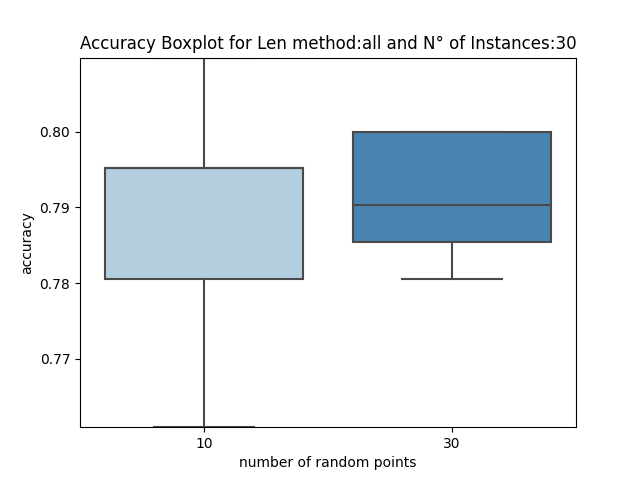 Accuracy Boxplot for Len method:all and N° of Instances:30
0.80
0.79
0.78
0.77
accuracy
10 30
number of random points